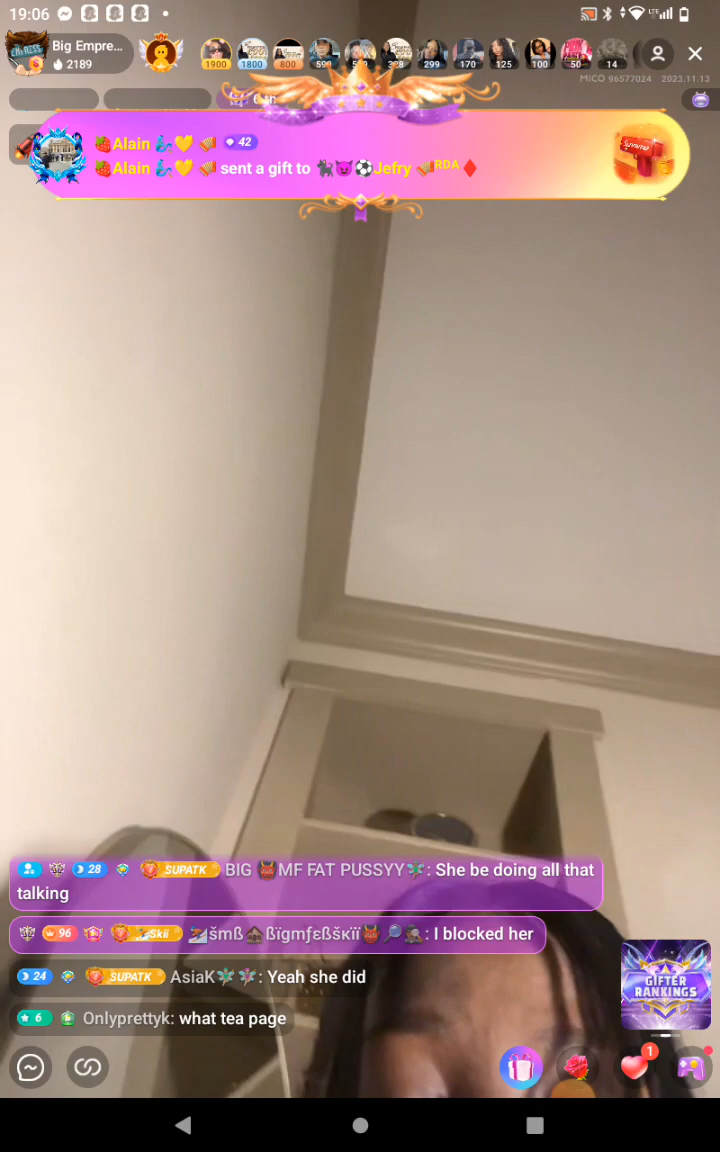 19:06
LTE
Big Empre...
2189
1900 1800 800 299 170 125 100 50 14
MICO 96577024 2023.11.13
🍓Alain 🧞‍♂️💛 🪗 42
🍓Alain 🧞‍♂️💛 🪗 sent a gift to 🐈‍⬛😈⚽Jefry 🪗ᴿᴰᴬ♦️
28 SUPATK BIG 👹MF FAT PUSSYY🧚: She be doing all that
talking
96 Skii šmß🏚ßïgmƒєßšкïï👹🔎🕵: I blocked her
24 SUPATK AsiaK🧚🧚: Yeah she did
6 Onlyprettyk: what tea page
GIFTER
RANKINGS
1